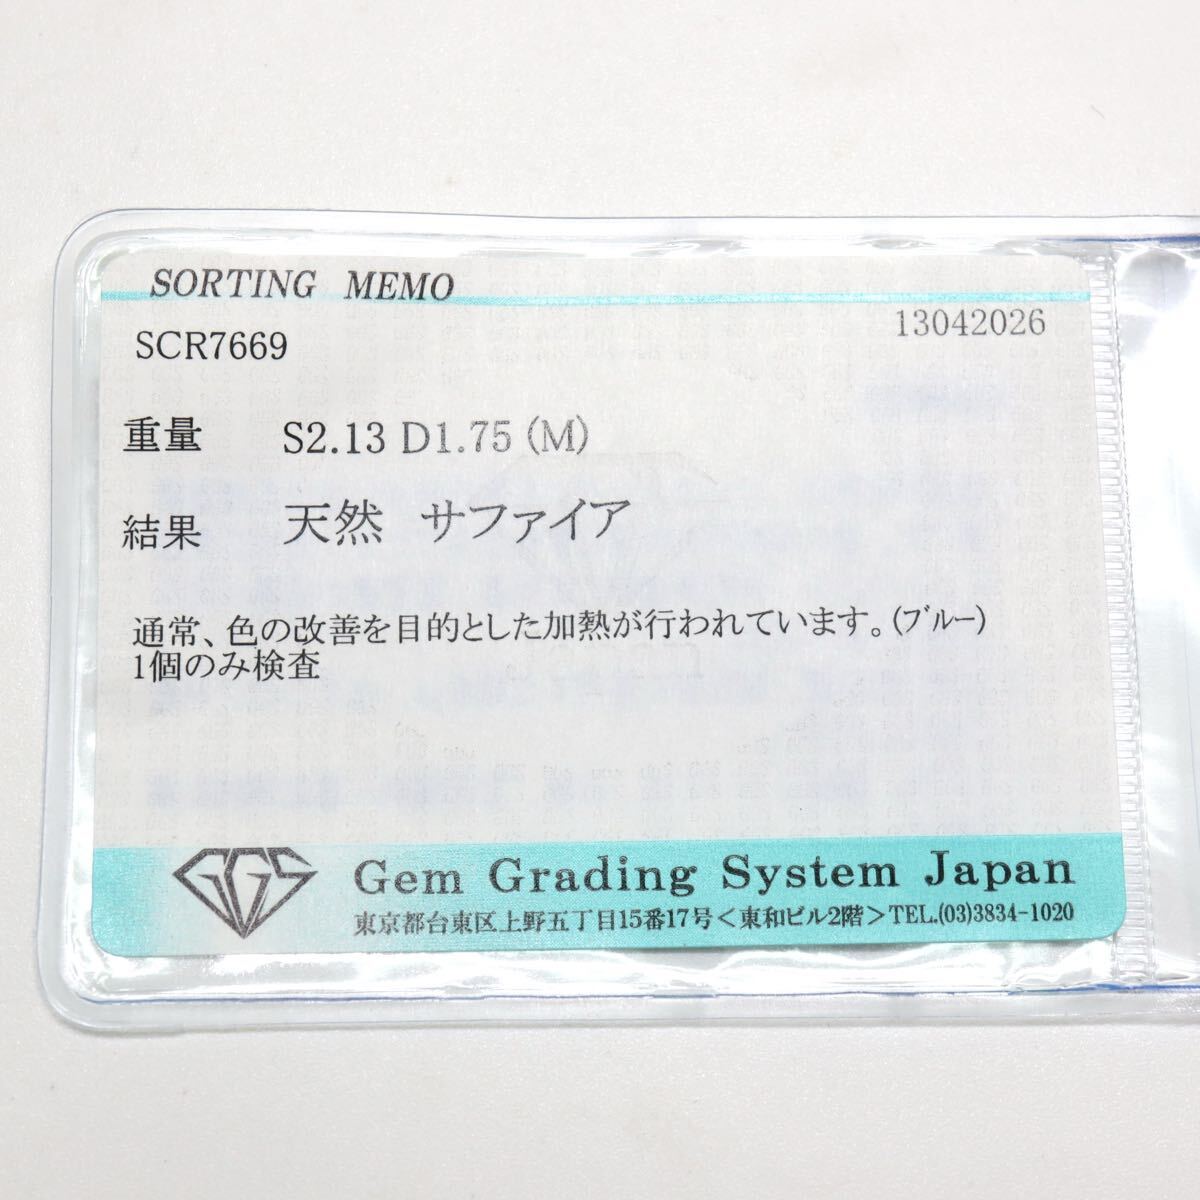 SORTING MEMO
13042026
SCR7669
重量 S2.13 D1.75 (M)
結果 天然 サファイア
通常、色の改善を目的とした加熱が行われています。(ﾌﾞﾙｰ)
1個のみ検査
GGS Gem Grading System Japan
東京都台東区上野五丁目15番17号＜東和ビル2階＞TEL.(03)3834-1020